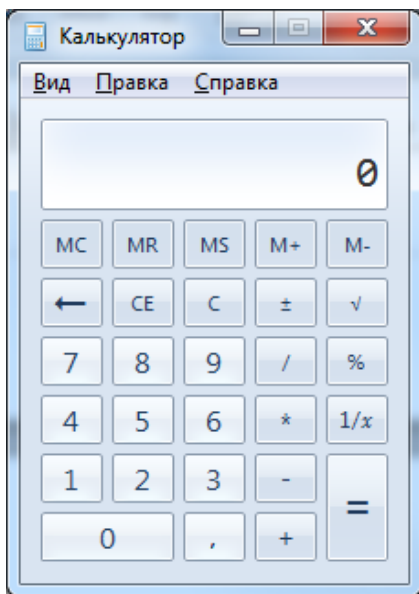 Калькулятор
Вид Правка Справка
0
MC MR MS M+ M-
← CE C ± √
7 8 9 / %
4 5 6 * 1/x
1 2 3 - =
0 , +